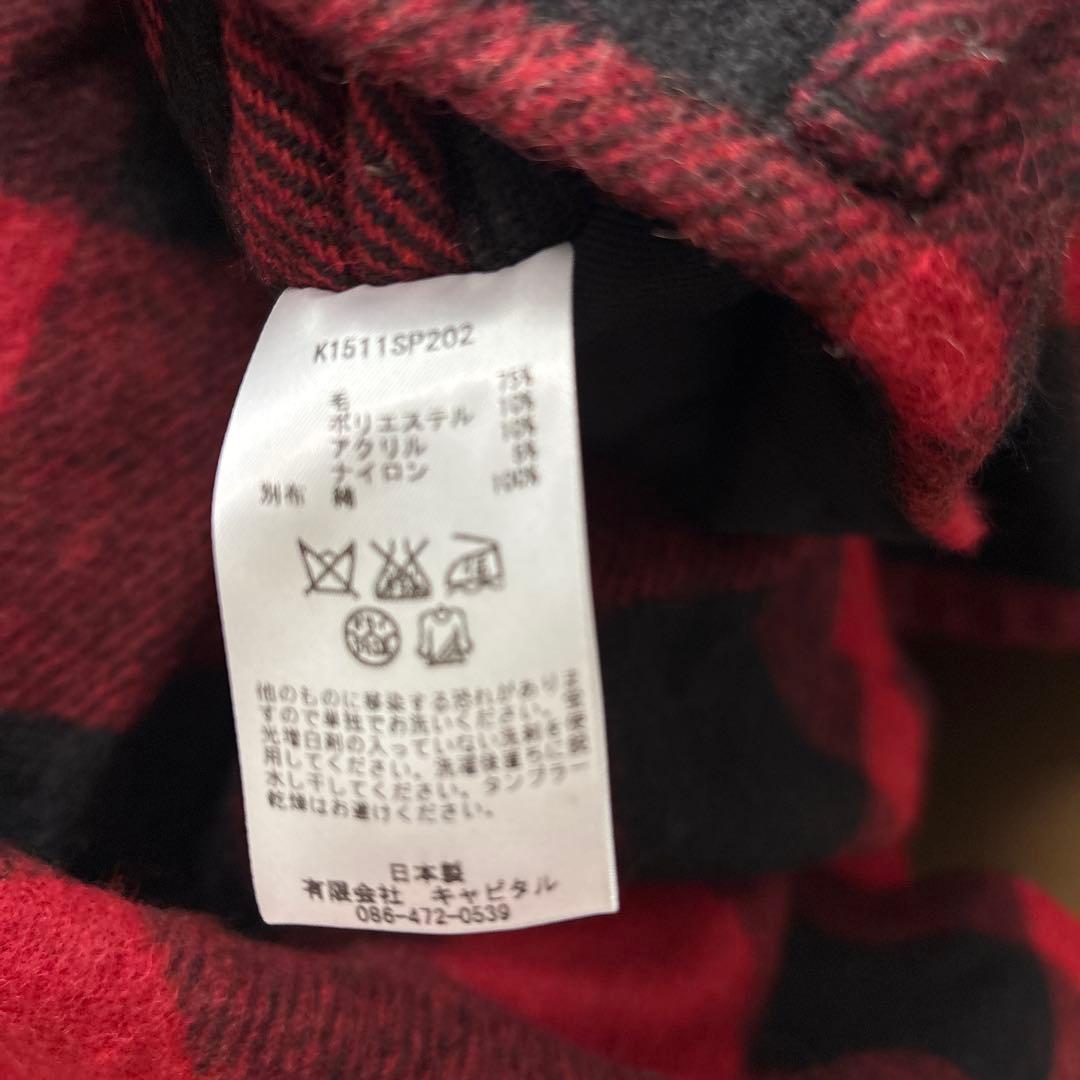 K1511SP202
毛 75%
ポリエステル 10%
アクリル 10%
ナイロン 5%
別布 綿 100%
他のものに移染する恐れがありま
すので単独でお洗いください。蛍
光増白剤の入っていない洗剤を使
用してください。洗濯後直ちに脱
水し干してください。タンブラー
乾燥はお避けください。
日本製
有限会社 キャピタル
086-472-0539